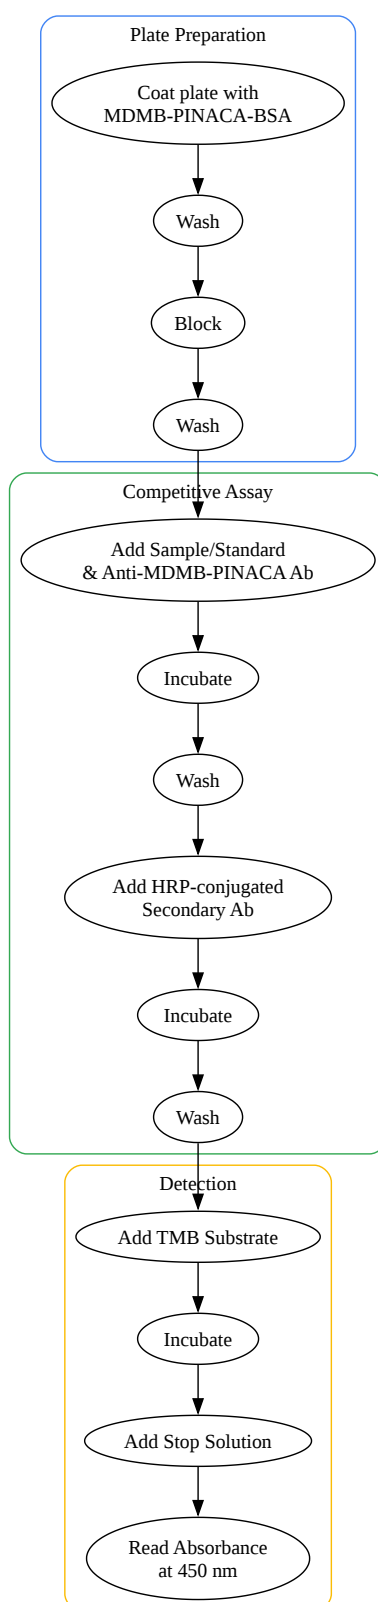 Plate Preparation
Coat plate with
MDMB-PINACA-BSA
Wash
Block
Wash
Competitive Assay
Add Sample/Standard
& Anti-MDMB-PINACA Ab
Incubate
Wash
Add HRP-conjugated
Secondary Ab
Incubate
Wash
Detection
Add TMB Substrate
Incubate
Add Stop Solution
Read Absorbance
at 450 nm